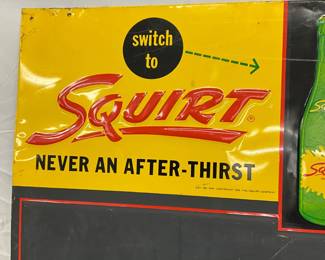 switch
to
SQUIRT®
NEVER AN AFTER-THIRST